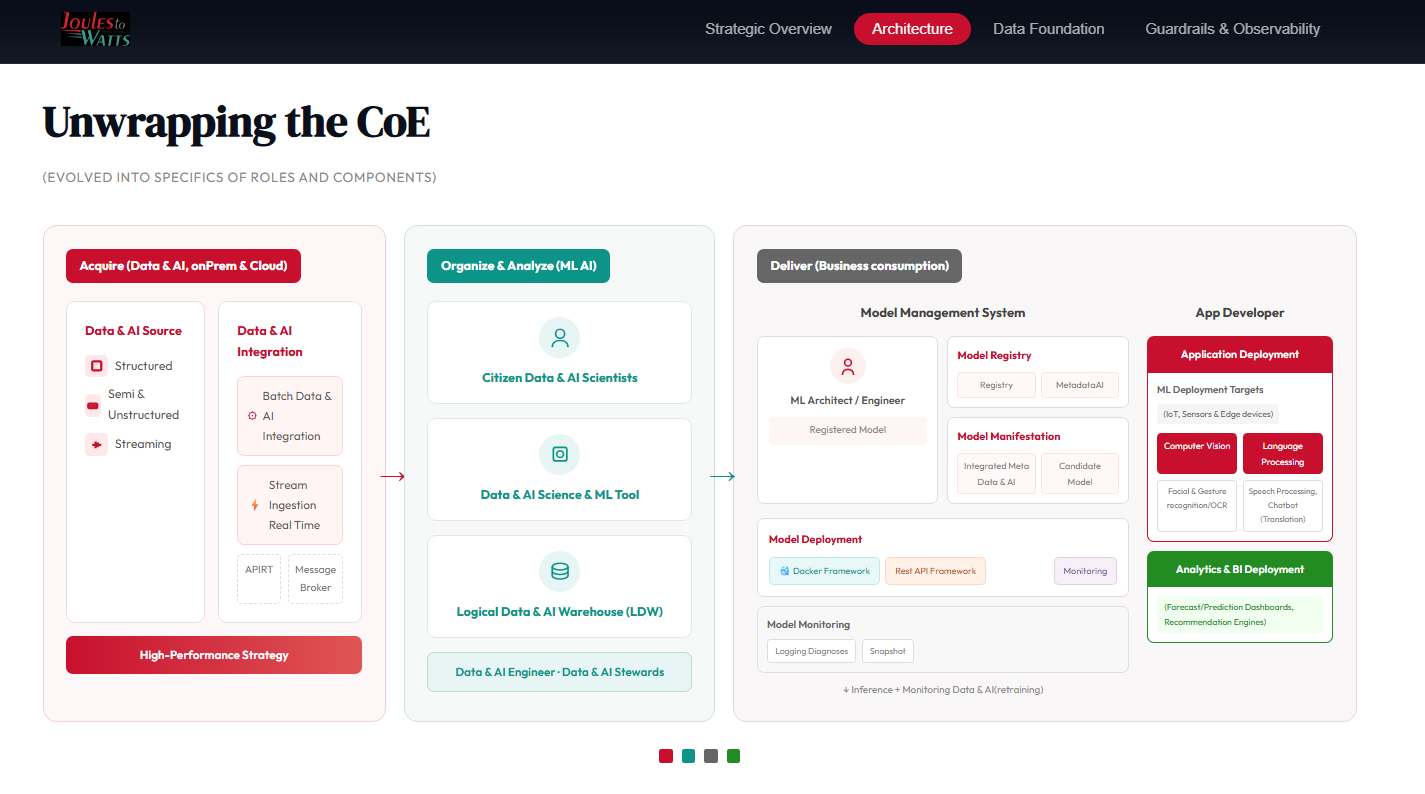 Joules to
Watts
Strategic Overview
Architecture
Data Foundation
Guardrails & Observability
Unwrapping the CoE
(EVOLVED INTO SPECIFICS OF ROLES AND COMPONENTS)
Acquire (Data & AI, onPrem & Cloud)
Data & AI Source
Structured
Semi &
Unstructured
Streaming
Data & AI
Integration
Batch Data &
AI
Integration
Stream
Ingestion
Real Time
APIRT
Message
Broker
High-Performance Strategy
Organize & Analyze (ML AI)
Citizen Data & AI Scientists
Data & AI Science & ML Tool
Logical Data & AI Warehouse (LDW)
Data & AI Engineer · Data & AI Stewards
Deliver (Business consumption)
Model Management System
ML Architect / Engineer
Registered Model
Model Registry
Registry
MetadataAI
Model Manifestation
Integrated Meta
Data & AI
Candidate
Model
Model Deployment
Docker Framework
Rest API Framework
Monitoring
Model Monitoring
Logging Diagnoses
Snapshot
↓ Inference + Monitoring Data & AI(retraining)
App Developer
Application Deployment
ML Deployment Targets
(IoT, Sensors & Edge devices)
Computer Vision
Language
Processing
Facial & Gesture
recognition/OCR
Speech Processing,
Chatbot
(Translation)
Analytics & BI Deployment
(Forecast/Prediction Dashboards,
Recommendation Engines)